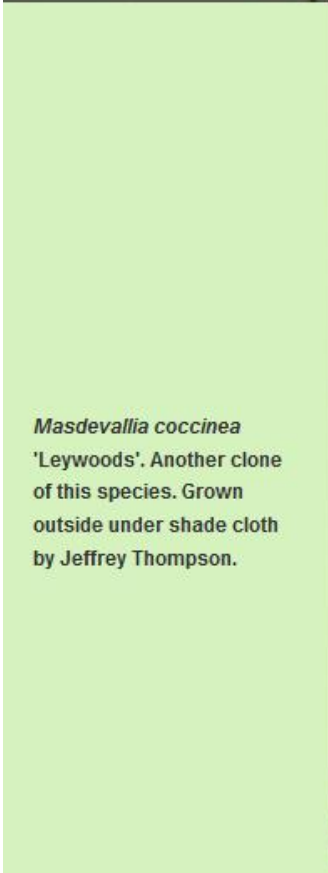 Masdevallia coccinea
'Leywoods'. Another clone
of this species. Grown
outside under shade cloth
by Jeffrey Thompson.